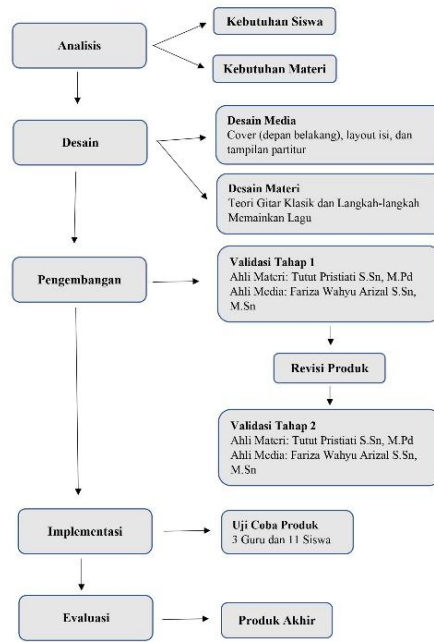 Analisis
Kebutuhan Siswa
Kebutuhan Materi
Desain
Desain Media
Cover (depan belakang), layout isi, dan
tampilan partitur
Desain Materi
Teori Gitar Klasik dan Langkah-langkah
Memainkan Lagu
Pengembangan
Validasi Tahap 1
Ahli Materi: Tutut Pristiati S.Sn, M.Pd
Ahli Media: Fariza Wahyu Arizal S.Sn,
M.Sn
Revisi Produk
Validasi Tahap 2
Ahli Materi: Tutut Pristiati S.Sn, M.Pd
Ahli Media: Fariza Wahyu Arizal S.Sn,
M.Sn
Implementasi
Uji Coba Produk
3 Guru dan 11 Siswa
Evaluasi
Produk Akhir